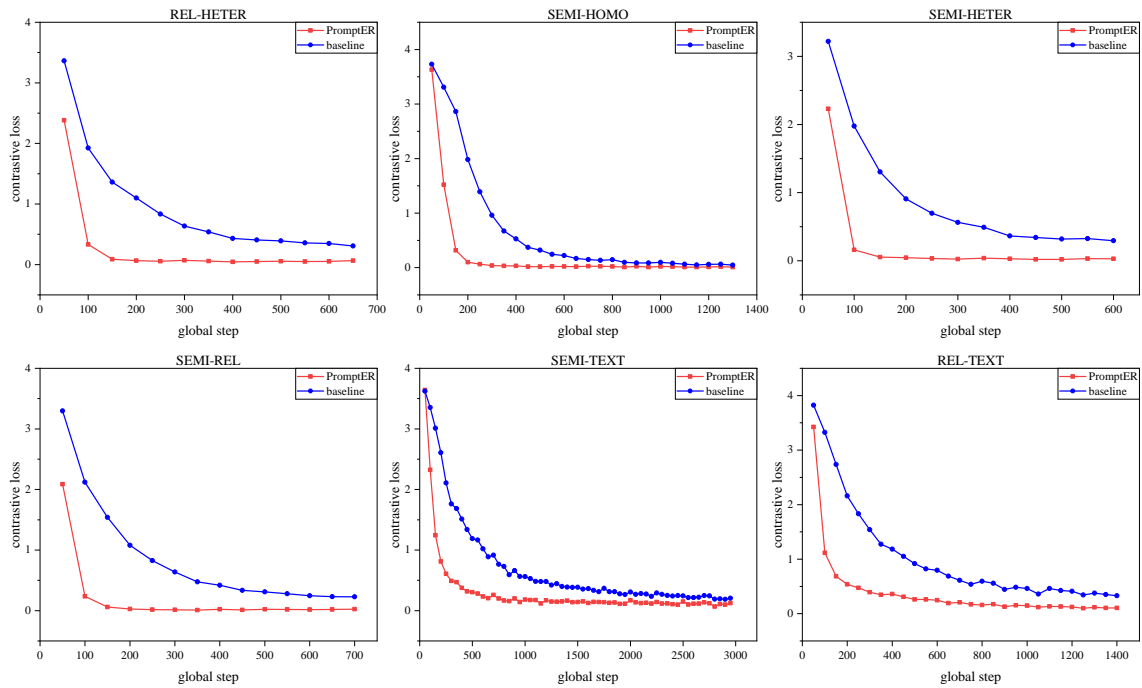 REL-HETER
PromptER
baseline
contrastive loss
4
3
2
1
0
0 100 200 300 400 500 600 700
global step
SEMI-HOMO
PromptER
baseline
contrastive loss
4
3
2
1
0
0 200 400 600 800 1000 1200 1400
global step
SEMI-HETER
PromptER
baseline
contrastive loss
3
2
1
0
0 100 200 300 400 500 600
global step
SEMI-REL
PromptER
baseline
contrastive loss
4
3
2
1
0
0 100 200 300 400 500 600 700
global step
SEMI-TEXT
PromptER
baseline
contrastive loss
4
3
2
1
0
0 500 1000 1500 2000 2500 3000
global step
REL-TEXT
PromptER
baseline
contrastive loss
4
3
2
1
0
0 200 400 600 800 1000 1200 1400
global step